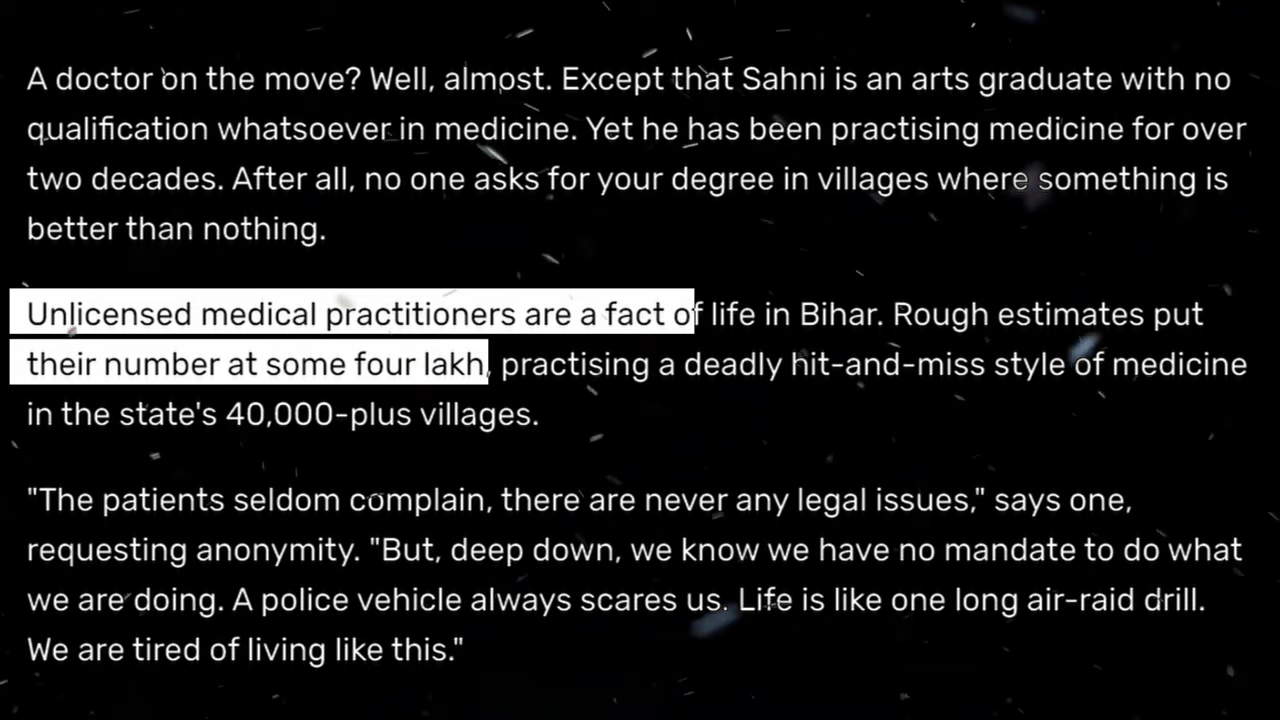 A doctor on the move? Well, almost. Except that Sahni is an arts graduate with no
qualification whatsoever in medicine. Yet he has been practising medicine for over
two decades. After all, no one asks for your degree in villages where something is
better than nothing.
Unlicensed medical practitioners are a fact of life in Bihar. Rough estimates put
their number at some four lakh, practising a deadly hit-and-miss style of medicine
in the state's 40,000-plus villages.
"The patients seldom complain, there are never any legal issues," says one,
requesting anonymity. "But, deep down, we know we have no mandate to do what
we are doing. A police vehicle always scares us. Life is like one long air-raid drill.
We are tired of living like this."